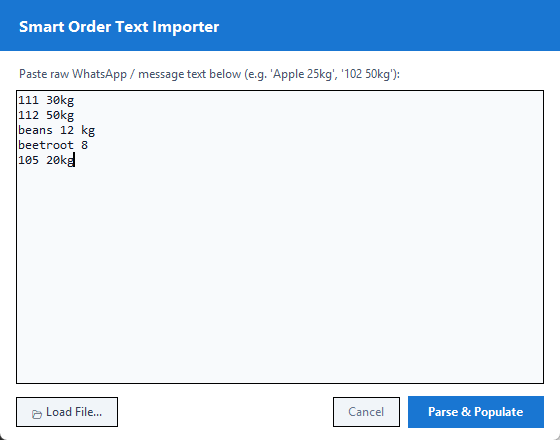 Smart Order Text Importer
Paste raw WhatsApp / message text below (e.g. 'Apple 25kg', '102 50kg'):
111 30kg
112 50kg
beans 12 kg
beetroot 8
105 20kg
Load File...
Cancel
Parse & Populate